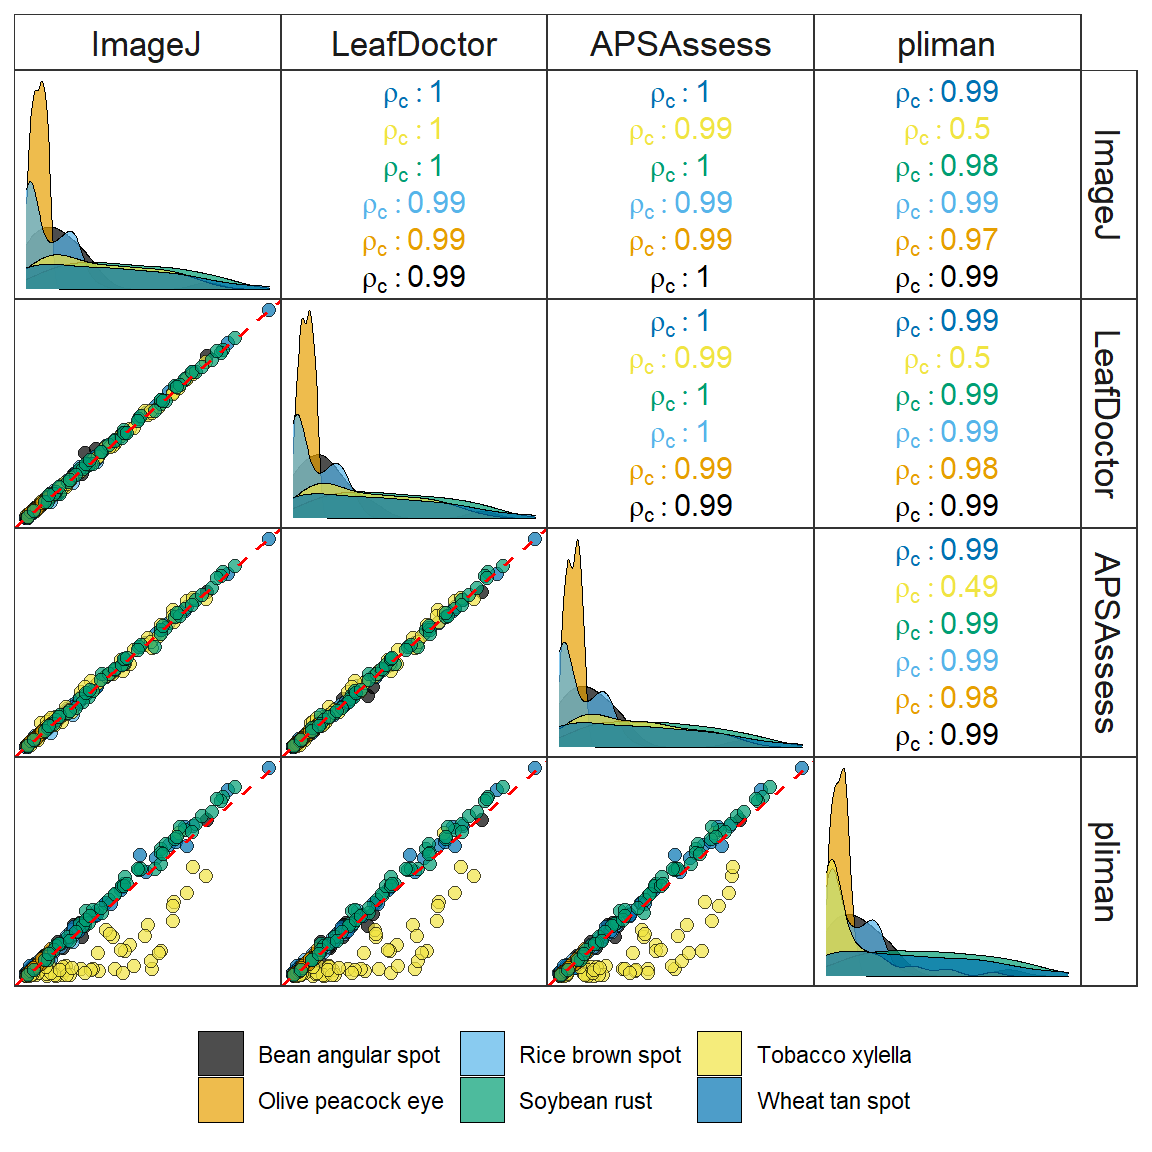 ImageJ LeafDoctor APSAssess pliman
ρc : 1 ρc : 1 ρc : 0.99
ρc : 1 ρc : 0.99 ρc : 0.5
ρc : 1 ρc : 1 ρc : 0.98
ρc : 0.99 ρc : 0.99 ρc : 0.99
ρc : 0.99 ρc : 0.99 ρc : 0.97
ρc : 0.99 ρc : 1 ρc : 0.99
ImageJ
ρc : 1 ρc : 0.99
ρc : 0.99 ρc : 0.5
ρc : 1 ρc : 0.99
ρc : 1 ρc : 0.99
ρc : 0.99 ρc : 0.98
ρc : 0.99 ρc : 0.99
LeafDoctor
ρc : 0.99
ρc : 0.49
ρc : 0.99
ρc : 0.99
ρc : 0.98
ρc : 0.99
APSAssess
pliman
Bean angular spot Rice brown spot Tobacco xylella
Olive peacock eye Soybean rust Wheat tan spot